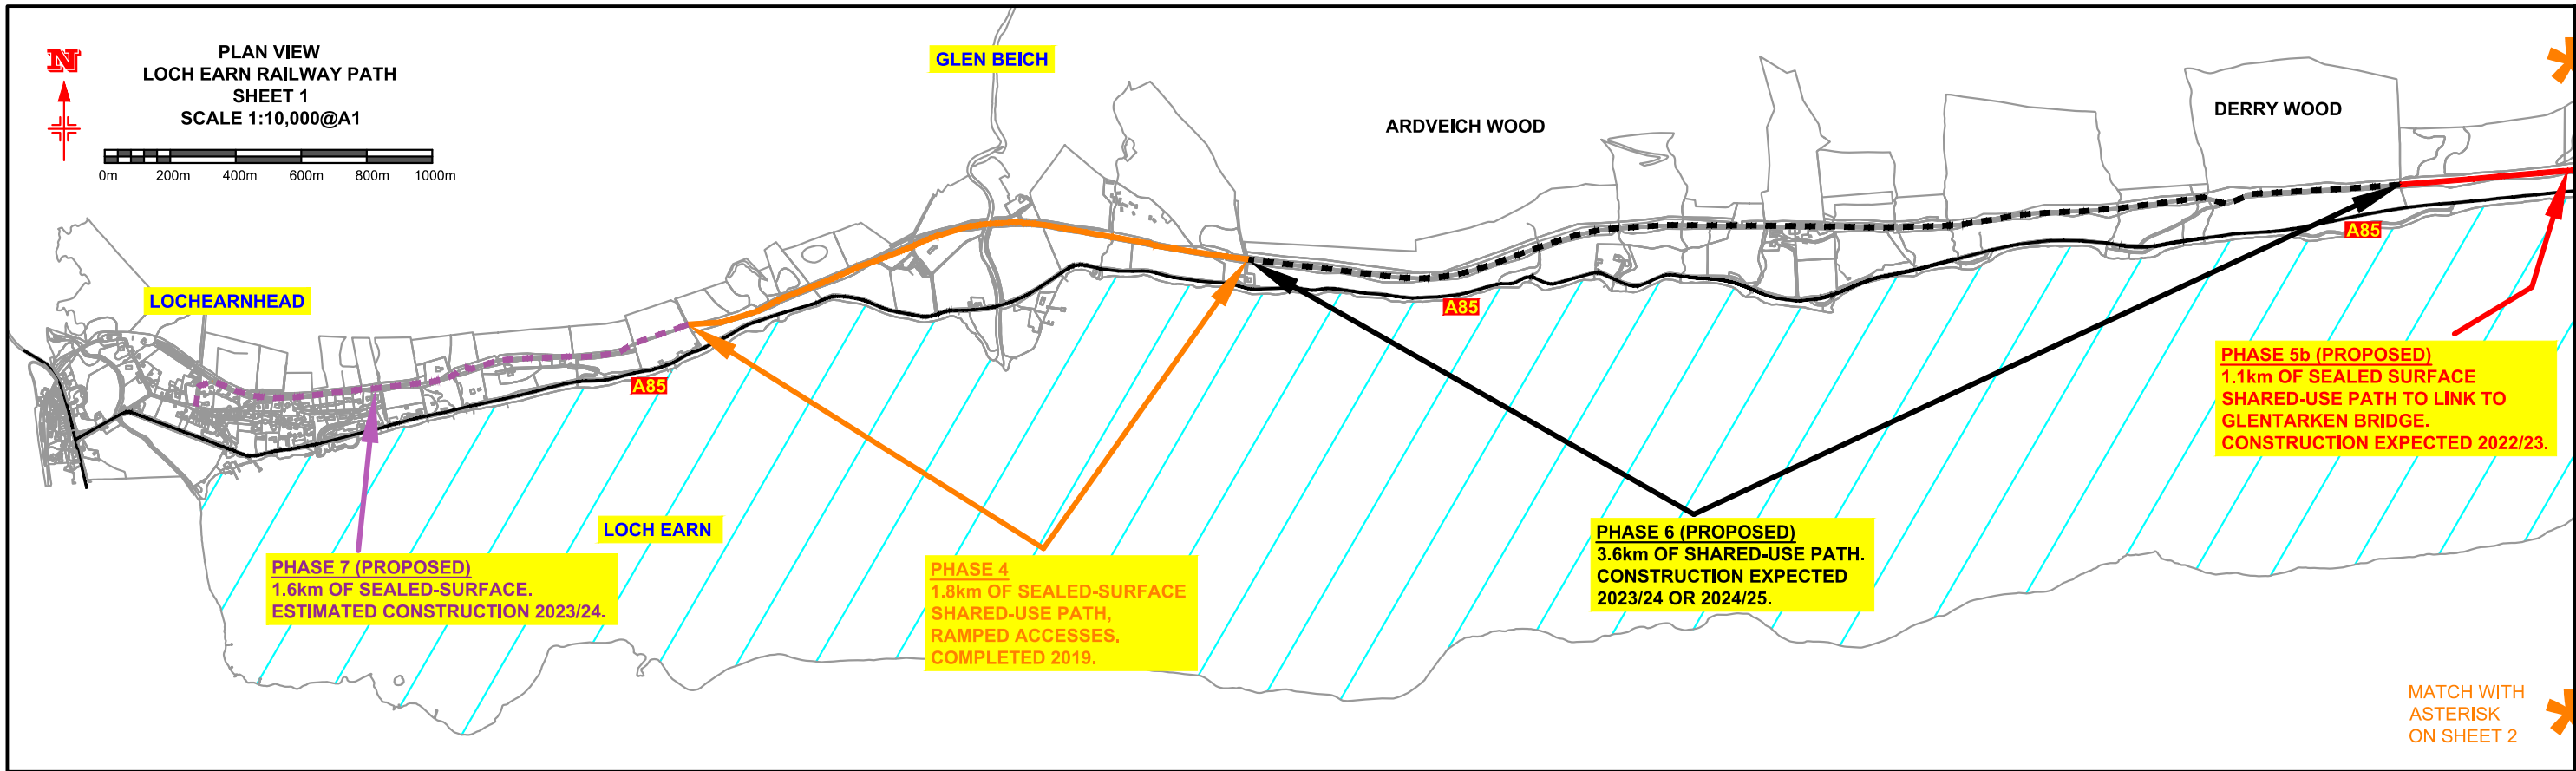 N
PLAN VIEW
LOCH EARN RAILWAY PATH
SHEET 1
SCALE 1:10,000@A1
0m 200m 400m 600m 800m 1000m
GLEN BEICH
ARDVEICH WOOD
DERRY WOOD
LOCHEARNHEAD
A85
A85
A85
LOCH EARN
PHASE 7 (PROPOSED)
1.6km OF SEALED-SURFACE.
ESTIMATED CONSTRUCTION 2023/24.
PHASE 4
1.8km OF SEALED-SURFACE
SHARED-USE PATH,
RAMPED ACCESSES.
COMPLETED 2019.
PHASE 6 (PROPOSED)
3.6km OF SHARED-USE PATH.
CONSTRUCTION EXPECTED
2023/24 OR 2024/25.
PHASE 5b (PROPOSED)
1.1km OF SEALED SURFACE
SHARED-USE PATH TO LINK TO
GLENTARKEN BRIDGE.
CONSTRUCTION EXPECTED 2022/23.
MATCH WITH
ASTERISK
ON SHEET 2